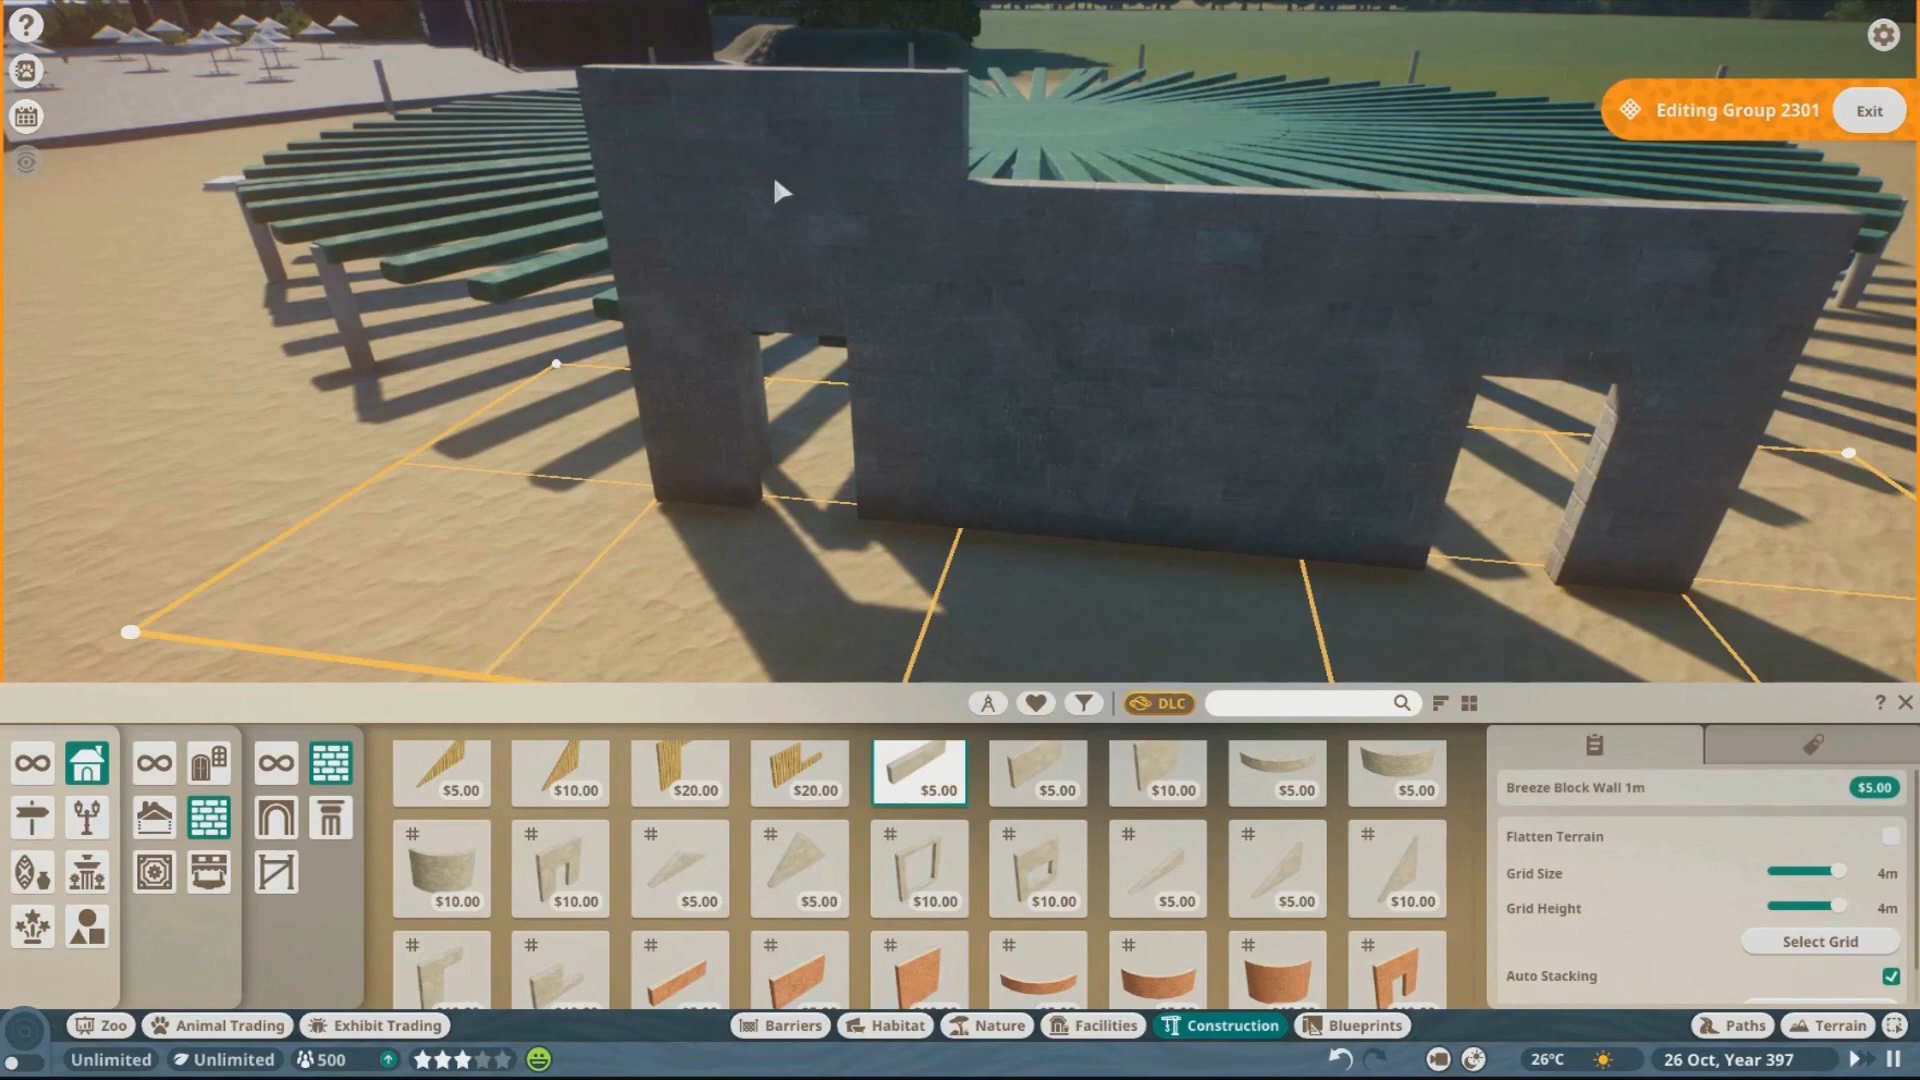 ?
Editing Group 2301 Exit
DLC
? X
$5.00 $10.00 $20.00 $20.00 $5.00 $5.00 $10.00 $5.00 $5.00
# # # # # # # # #
$10.00 $10.00 $5.00 $5.00 $10.00 $10.00 $5.00 $5.00 $10.00
# # # # # # # # #
Breeze Block Wall 1m $5.00
Flatten Terrain
Grid Size 4m
Grid Height 4m
Select Grid
Auto Stacking
Zoo Animal Trading Exhibit Trading Barriers Habitat Nature Facilities Construction Blueprints Paths Terrain
Unlimited Unlimited 500 26°C 26 Oct, Year 397